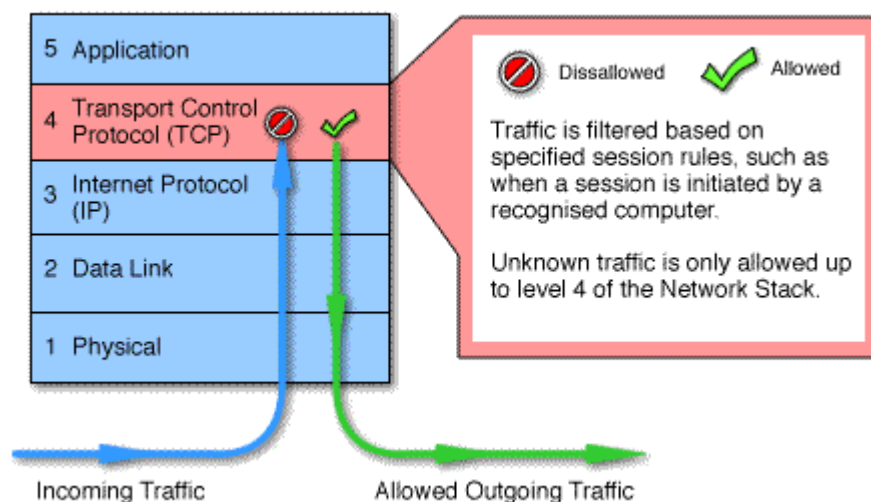 5 Application
4 Transport Control
Protocol (TCP)
3 Internet Protocol
(IP)
2 Data Link
1 Physical
Dissallowed
Allowed
Traffic is filtered based on
specified session rules, such as
when a session is initiated by a
recognised computer.
Unknown traffic is only allowed up
to level 4 of the Network Stack.
Incoming Traffic
Allowed Outgoing Traffic